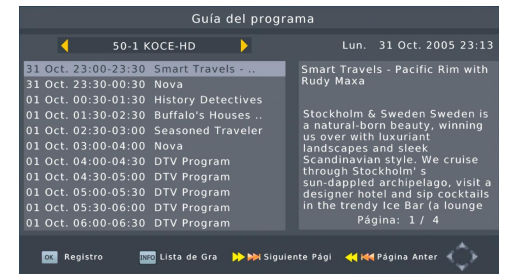 Guía del programa
50-1 KOCE-HD
Lun. 31 Oct. 2005 23:13
31 Oct. 23:00-23:30 Smart Travels - ..
31 Oct. 23:30-00:30 Nova
01 Oct. 00:30-01:30 History Detectives
01 Oct. 01:30-02:30 Buffalo's Houses ..
01 Oct. 02:30-03:00 Seasoned Traveler
01 Oct. 03:00-04:00 Nova
01 Oct. 04:00-04:30 DTV Program
01 Oct. 04:30-05:00 DTV Program
01 Oct. 05:00-05:30 DTV Program
01 Oct. 05:30-06:00 DTV Program
01 Oct. 06:00-06:30 DTV Program
Smart Travels - Pacific Rim with
Rudy Maxa
Stockholm & Sweden Sweden is
a natural-born beauty, winning
us over with luxuriant
landscapes and sleek
Scandinavian style. We cruise
through Stockholm' s
sun-dappled archipelago, visit a
designer hotel and sip cocktails
in the trendy Ice Bar (a lounge
Página: 1 / 4
OK Registro INFO Lista de Gra Siguiente Pági Página Anter